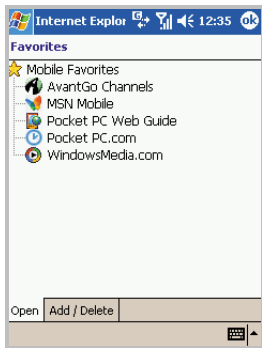 Internet Explor 12:35 ok
Favorites
Mobile Favorites
AvantGo Channels
MSN Mobile
Pocket PC Web Guide
Pocket PC.com
WindowsMedia.com
Open Add / Delete